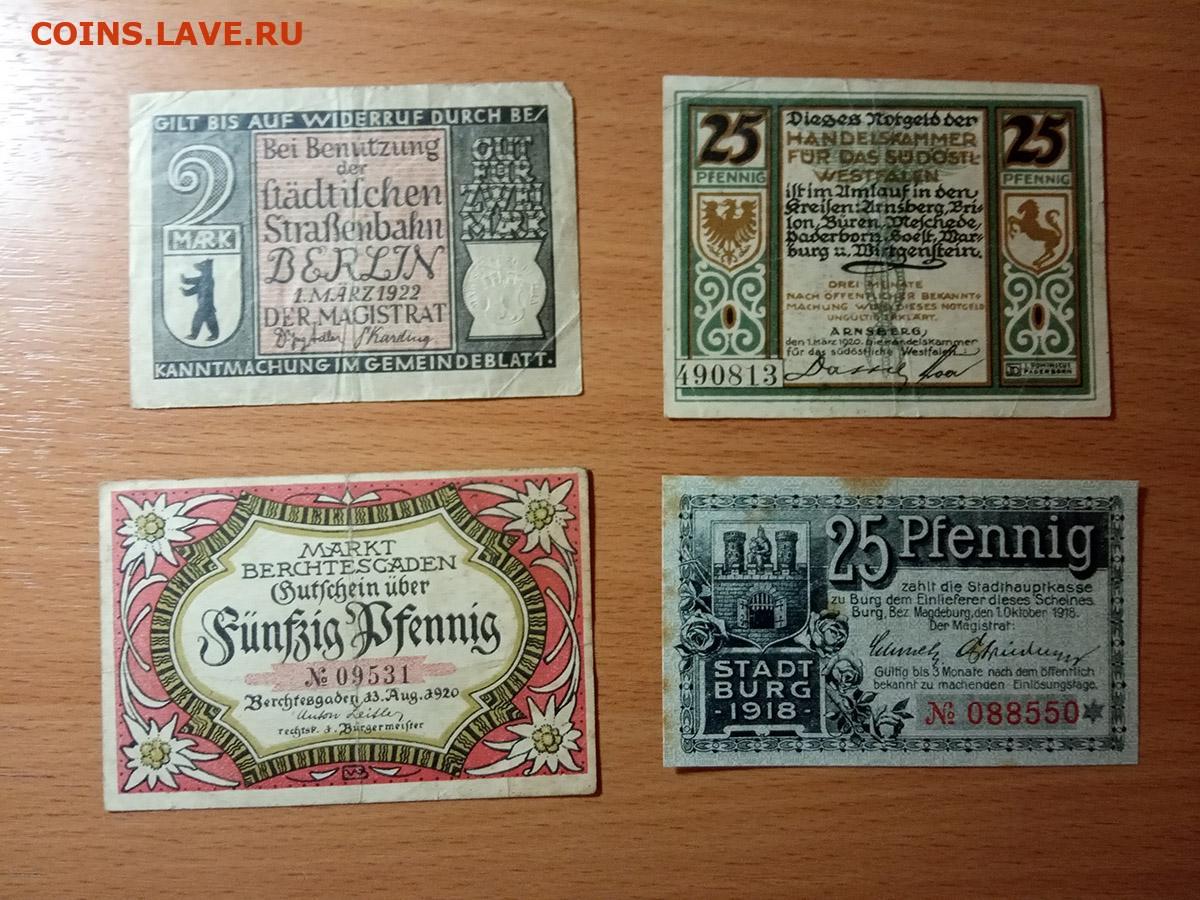 COINS.LAVE.RU
GILT BIS AUF WIDERRUF DURCH BE/
2
MARK
Bei Benutzung
der
städtischen
Straßenbahn
BERLIN
1. MÄRZ 1922
DER MAGISTRAT
GUT
FÜR
ZWEI
MARK
KANNTMACHUNG IM GEMEINDEBLATT.
25
PFENNIG
Dieses Notgeld der
HANDELSKAMMER
FÜR DAS SÜDÖSTL.
WESTFALEN
ist im Umlauf in den
Kreisen: Arnsberg, Bri-
lon, Büren, Meschede,
Paderborn, Soest, War-
burg u. Wittgenstein.
DREI MONATE
NACH ÖFFENTLICHER BEKANNT-
MACHUNG WIRD DIESES NOTGELD
UNGÜLTIG ERKLÄRT.
ARNSBERG,
den 1. März 1920. Die Handelskammer
für das südöstliche Westfalen:
25
PFENNIG
490813
JD
J. DOMINICUS
PADERBORN
MARKT
BERCHTESGADEN
Gutschein über
Fünfzig Pfennig
№ 09531
Berchtesgaden 13. Aug. 1920
rechtsk. 1. Bürgermeister
25 Pfennig
zahlt die Stadthauptkasse
zu Burg dem Einlieferer dieses Scheines.
Burg, Bez. Magdeburg, den 1. Oktober 1918.
Der Magistrat:
Gültig bis 3 Monate nach dem öffentlich
bekannt zu machenden Einlösungstage.
STADT
BURG
-1918-
№ 088550